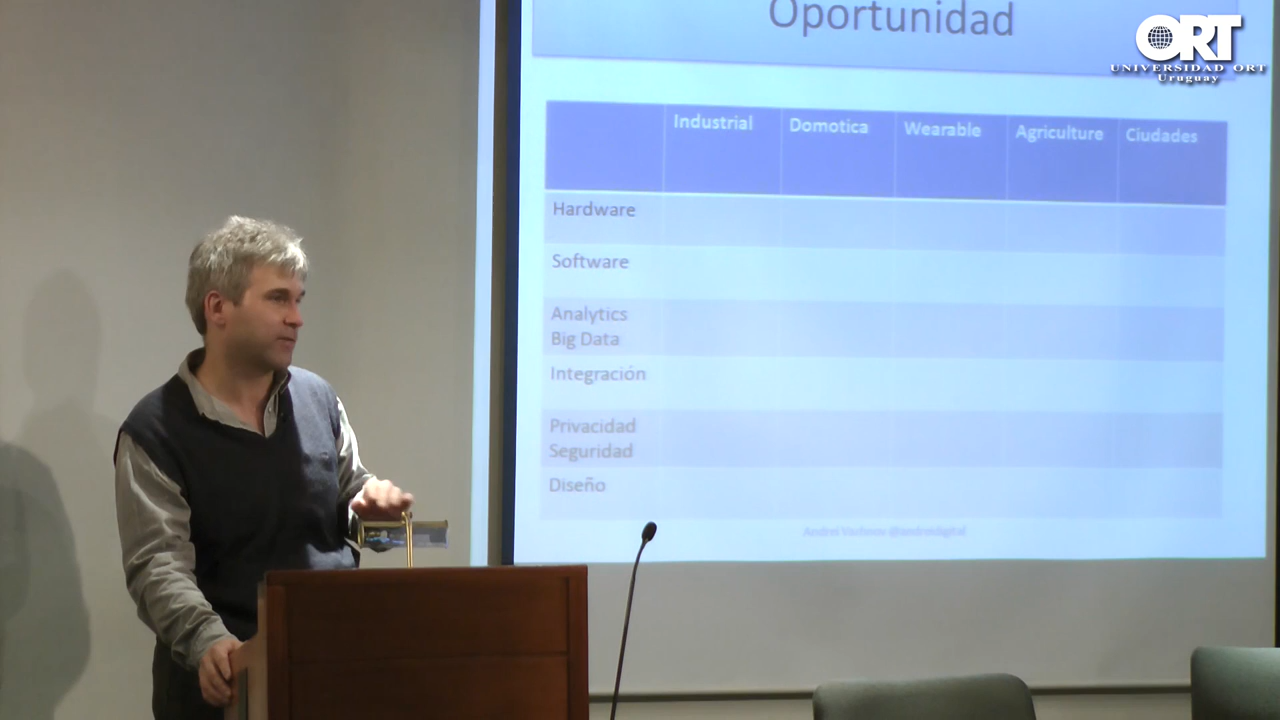 Oportunidad
ORT
UNIVERSIDAD ORT
Uruguay
Industrial Domotica Wearable Agriculture Ciudades
Hardware
Software
Analytics
Big Data
Integración
Privacidad
Seguridad
Diseño